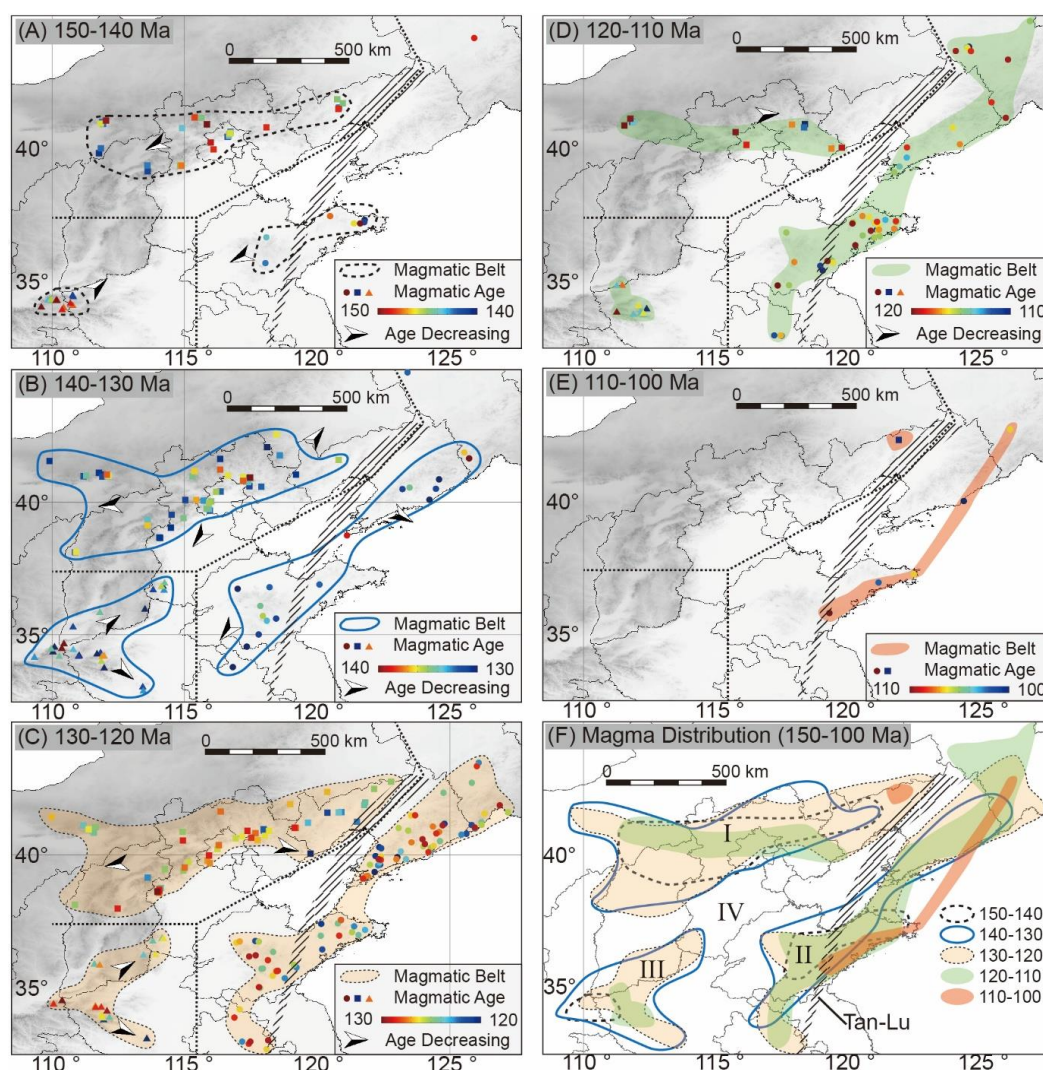 (A) 150-140 Ma
0 500 km
40°
35°
Magmatic Belt
Magmatic Age
150 140
Age Decreasing
110° 115° 120° 125°
(B) 140-130 Ma
0 500 km
40°
35°
Magmatic Belt
Magmatic Age
140 130
Age Decreasing
110° 115° 120° 125°
(C) 130-120 Ma
0 500 km
40°
35°
Magmatic Belt
Magmatic Age
130 120
Age Decreasing
110° 115° 120° 125°
(D) 120-110 Ma
0 500 km
40°
35°
Magmatic Belt
Magmatic Age
120 110
Age Decreasing
110° 115° 120° 125°
(E) 110-100 Ma
0 500 km
40°
35°
Magmatic Belt
Magmatic Age
110 100
110° 115° 120° 125°
(F) Magma Distribution (150-100 Ma)
0 500 km
40°
I
IV
II
III
35°
150-140
140-130
130-120
120-110
110-100
Tan-Lu
110° 115° 120° 125°